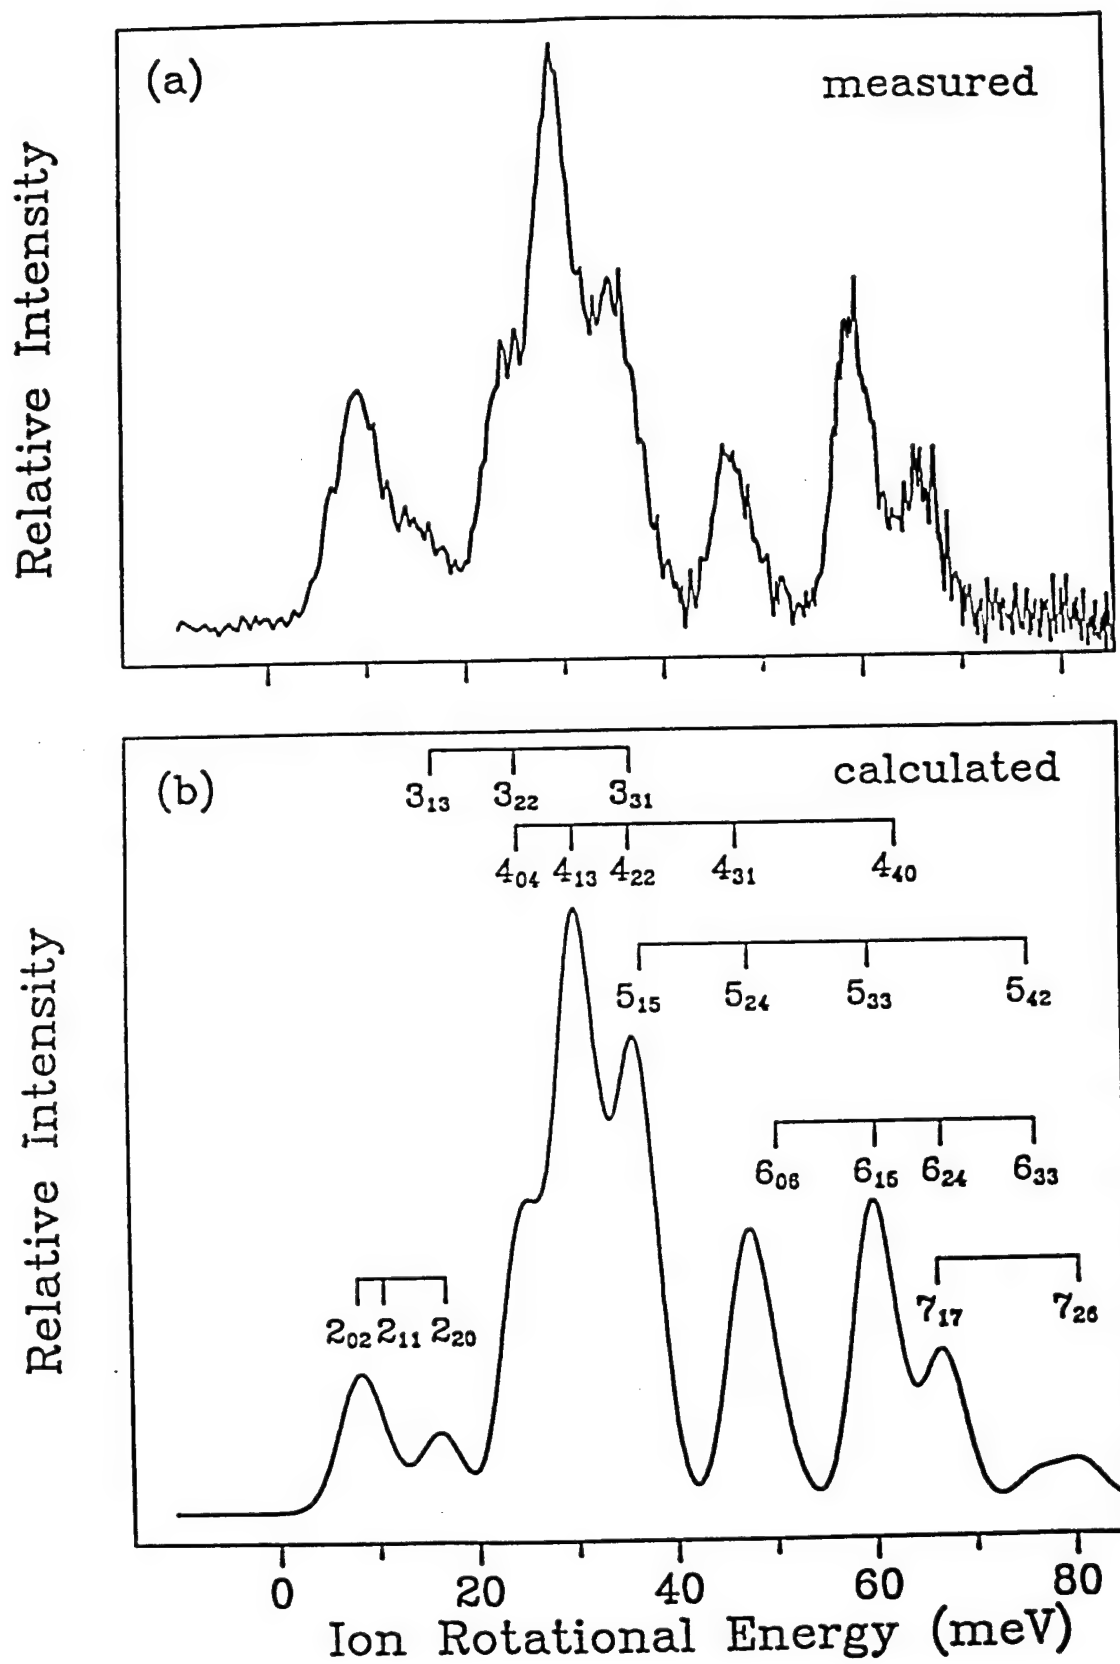 (a)
measured
Relative Intensity
(b)
calculated
3₁₃ 3₂₂ 3₃₁
4₀₄ 4₁₃ 4₂₂ 4₃₁ 4₄₀
5₁₅ 5₂₄ 5₃₃ 5₄₂
6₀₆ 6₁₅ 6₂₄ 6₃₃
7₁₇ 7₂₆
2₀₂ 2₁₁ 2₂₀
Relative Intensity
0 20 40 60 80
Ion Rotational Energy (meV)